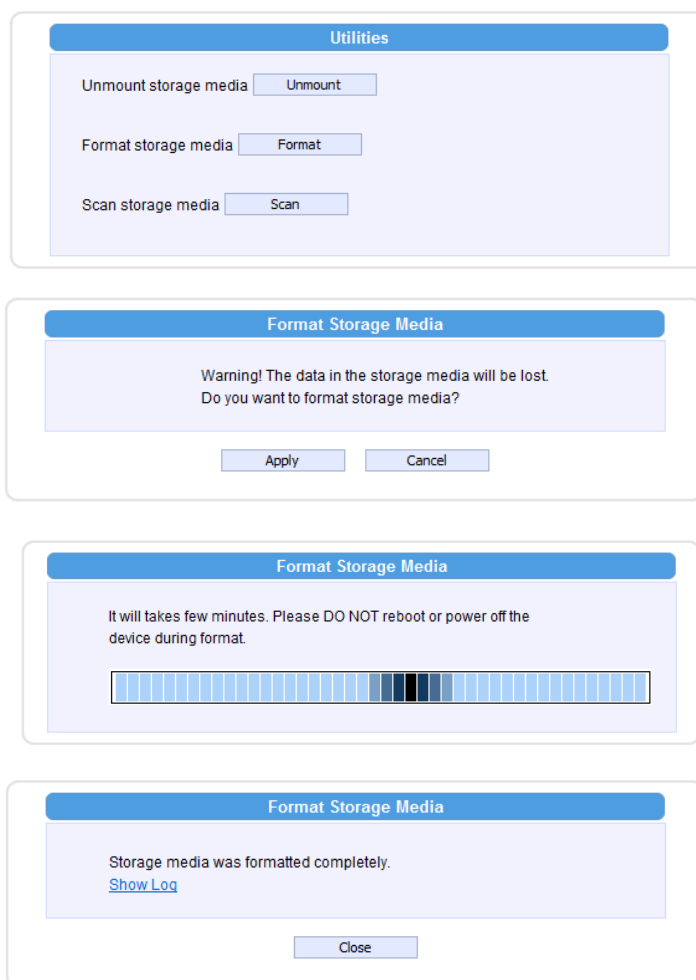 Utilities
Unmount storage media Unmount
Format storage media Format
Scan storage media Scan
Format Storage Media
Warning! The data in the storage media will be lost.
Do you want to format storage media?
Apply Cancel
Format Storage Media
It will takes few minutes. Please DO NOT reboot or power off the
device during format.
Format Storage Media
Storage media was formatted completely.
Show Log
Close